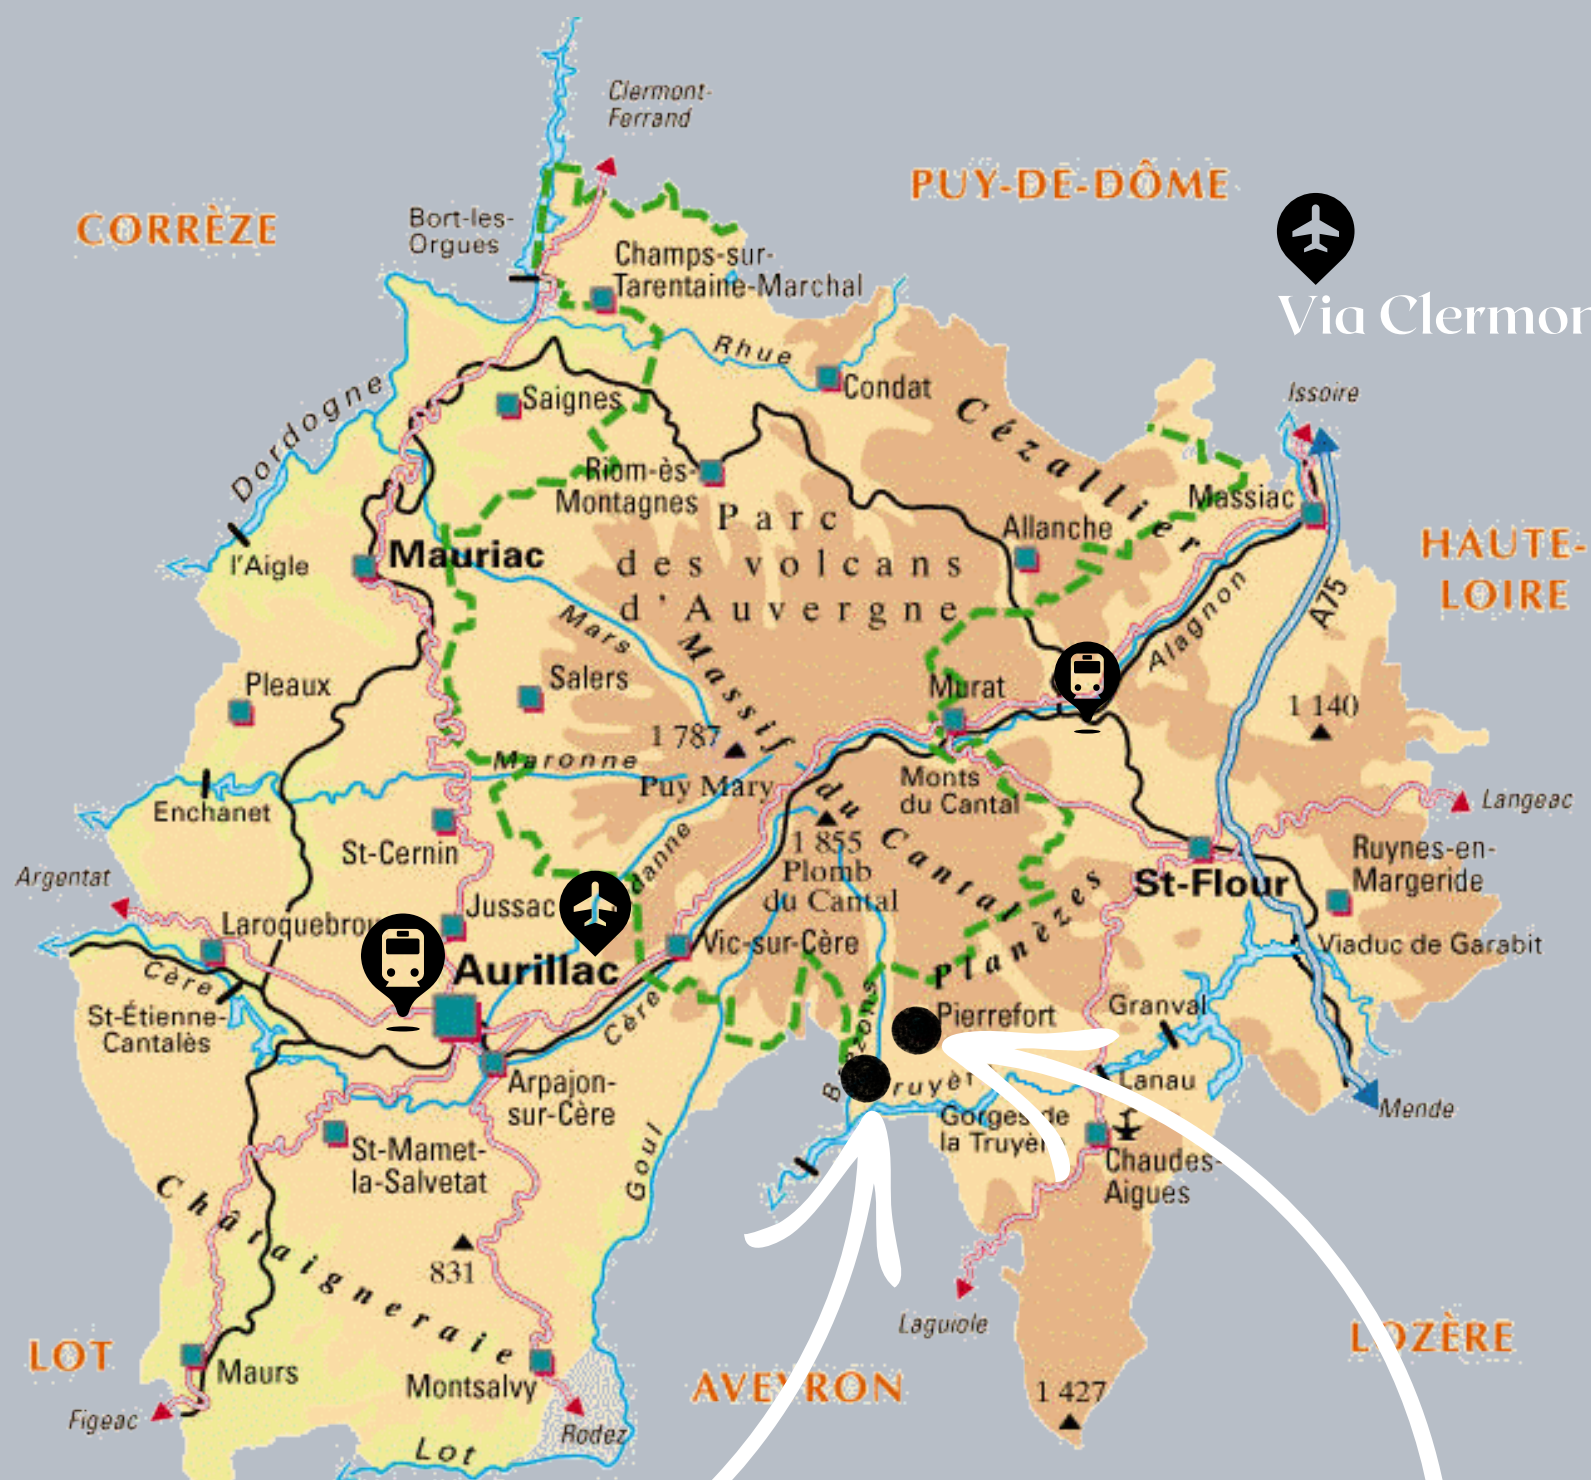 Clermont-
Ferrand
PUY-DE-DÔME
CORRÈZE
Bort-les-
Orgues
Champs-sur-
Tarentaine-Marchal
Via Clermon
Rhue
Condat
Issoire
Saignes
Dordogne
Cézallier
Riom-ès-
Montagnes
Massiac
Parc
des volcans
d'Auvergne
Allanche
HAUTE-
LOIRE
Mauriac
l'Aigle
A75
Alagnon
Mars
Massif
du Cantal
Salers
Pleaux
Murat
1 140
1 787
Puy Mary
Maronne
Monts
du Cantal
Enchanet
Langeac
St-Cernin
1 855
Plomb
du Cantal
Ruynes-en-
Margeride
Argentat
St-Flour
Jussac
Planèzes
Laroquebrou
Vic-sur-Cère
Viaduc de Garabit
Aurillac
Cère
St-Étienne-
Cantalès
Cère
Pierrefort
Granval
Arpajon-
sur-Cère
Lanau
Mende
Gorges de
St-Mamet-
la-Salvetat
Goul
Chaudes-
Aigues
Châtaigneraie
831
Laguiole
LOT
Maurs
Montsalvy
AVEYRON
LOZÈRE
1 427
Figeac
Rodez
Lot